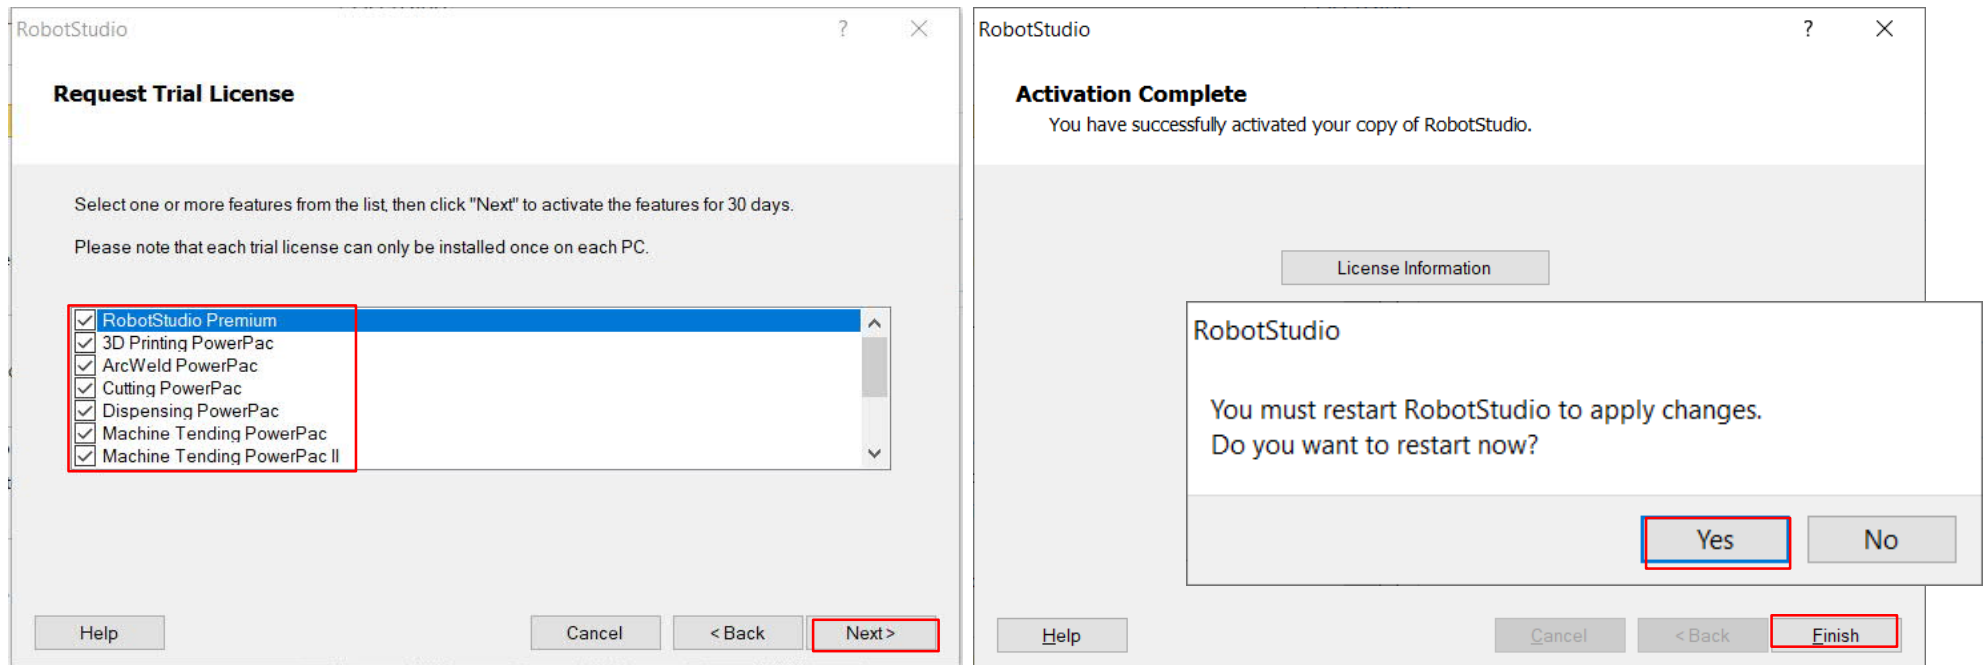 RobotStudio
Request Trial License
Select one or more features from the list, then click "Next" to activate the features for 30 days.
Please note that each trial license can only be installed once on each PC.
RobotStudio Premium
3D Printing PowerPac
ArcWeld PowerPac
Cutting PowerPac
Dispensing PowerPac
Machine Tending PowerPac
Machine Tending PowerPac II
Help
Cancel
< Back
Next >
RobotStudio
Activation Complete
You have successfully activated your copy of RobotStudio.
License Information
RobotStudio
You must restart RobotStudio to apply changes.
Do you want to restart now?
Yes
No
Help
Cancel
< Back
Finish